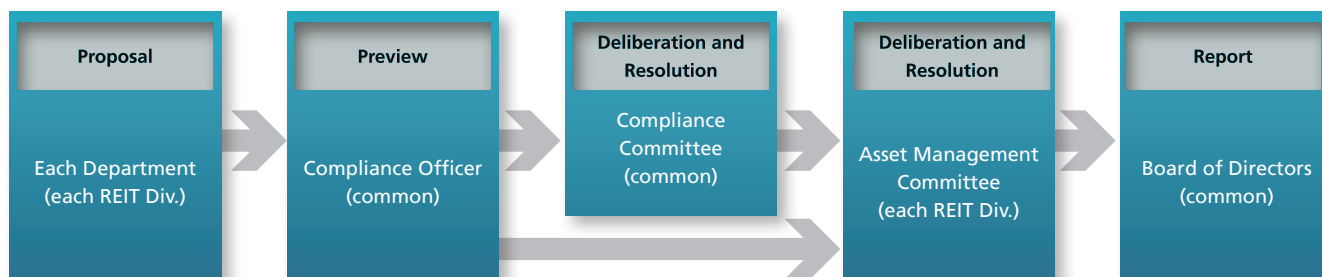 Proposal
Each Department
(each REIT Div.)
Preview
Compliance Officer
(common)
Deliberation and
Resolution
Compliance
Committee
(common)
Deliberation and
Resolution
Asset Management
Committee
(each REIT Div.)
Report
Board of Directors
(common)